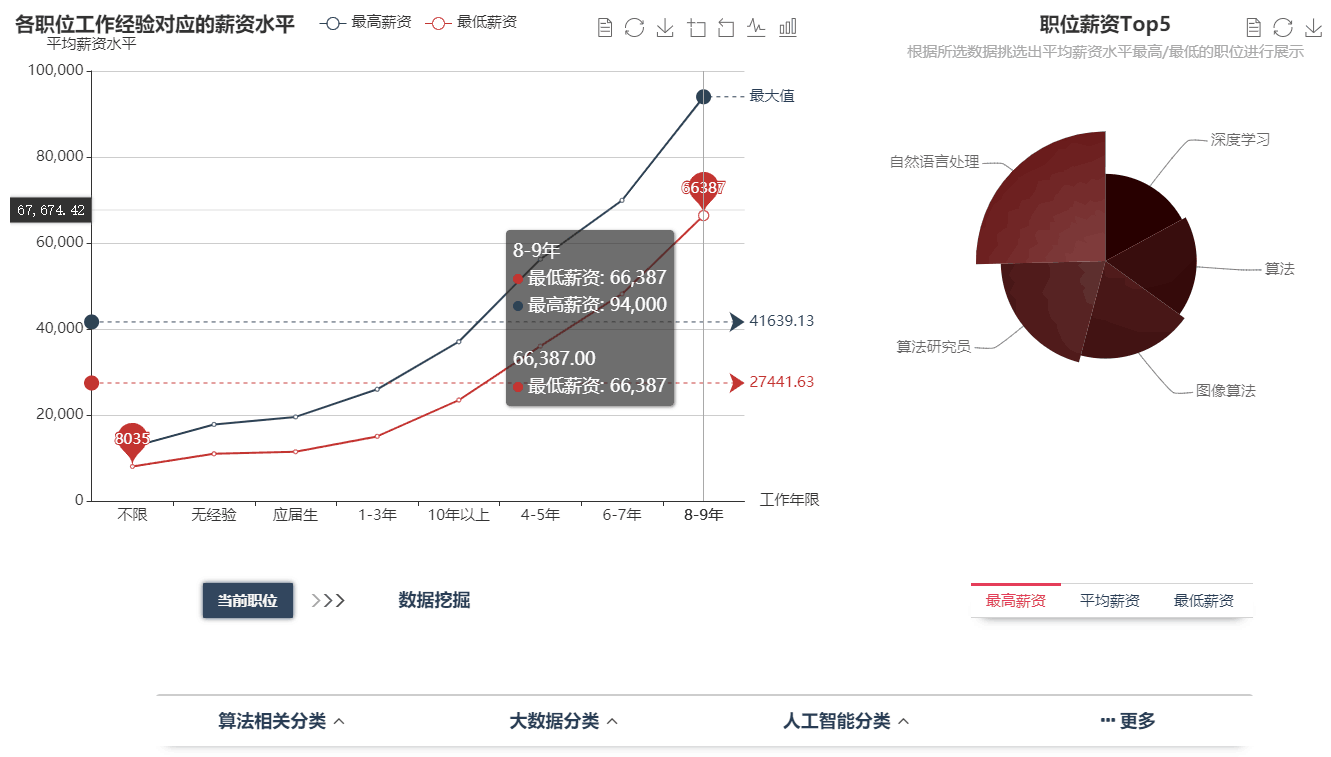 各职位工作经验对应的薪资水平
最高薪资 最低薪资
平均薪资水平
100,000
80,000
67,674.42
60,000
40,000
20,000
0
最大值
66387
41639.13
27441.63
8035
8-9年
最低薪资: 66,387
最高薪资: 94,000
66,387.00
最低薪资: 66,387
不限 无经验 应届生 1-3年 10年以上 4-5年 6-7年 8-9年
工作年限
职位薪资Top5
根据所选数据挑选出平均薪资水平最高/最低的职位进行展示
深度学习
自然语言处理
算法
算法研究员
图像算法
当前职位 数据挖掘
最高薪资 平均薪资 最低薪资
算法相关分类 大数据分类 人工智能分类 ··· 更多